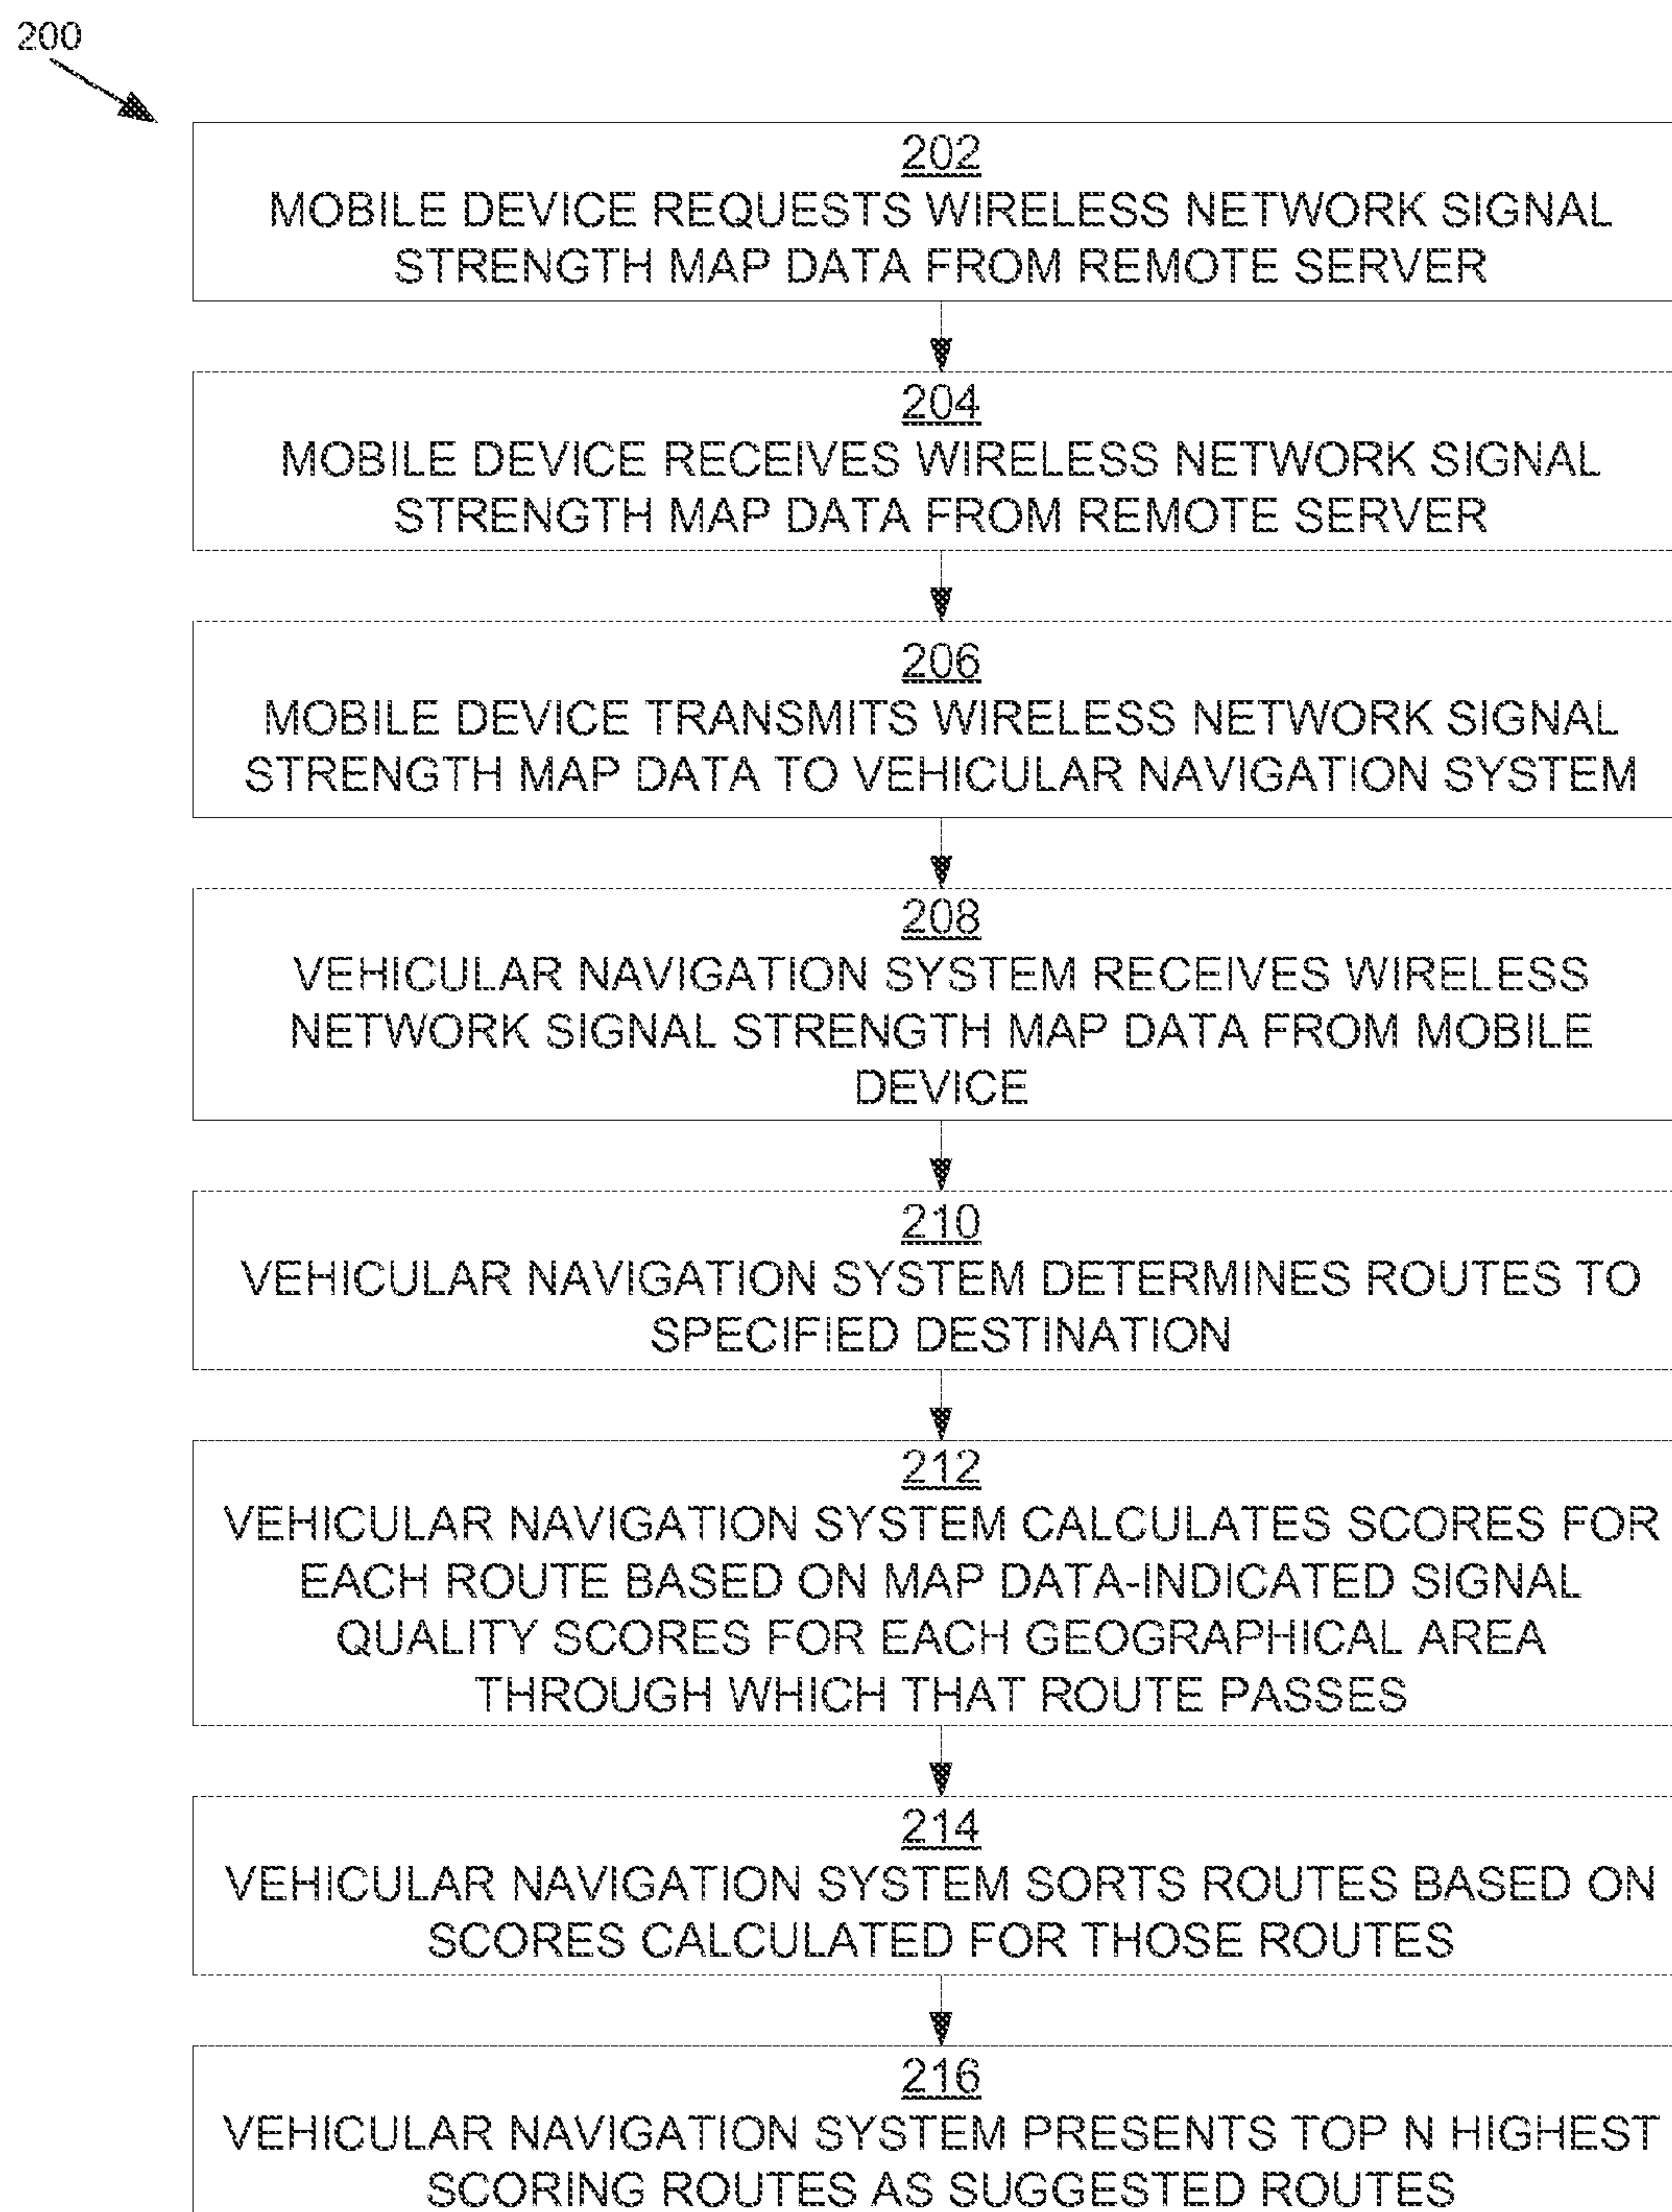 200
202
MOBILE DEVICE REQUESTS WIRELESS NETWORK SIGNAL
STRENGTH MAP DATA FROM REMOTE SERVER
204
MOBILE DEVICE RECEIVES WIRELESS NETWORK SIGNAL
STRENGTH MAP DATA FROM REMOTE SERVER
206
MOBILE DEVICE TRANSMITS WIRELESS NETWORK SIGNAL
STRENGTH MAP DATA TO VEHICULAR NAVIGATION SYSTEM
208
VEHICULAR NAVIGATION SYSTEM RECEIVES WIRELESS
NETWORK SIGNAL STRENGTH MAP DATA FROM MOBILE
DEVICE
210
VEHICULAR NAVIGATION SYSTEM DETERMINES ROUTES TO
SPECIFIED DESTINATION
212
VEHICULAR NAVIGATION SYSTEM CALCULATES SCORES FOR
EACH ROUTE BASED ON MAP DATA-INDICATED SIGNAL
QUALITY SCORES FOR EACH GEOGRAPHICAL AREA
THROUGH WHICH THAT ROUTE PASSES
214
VEHICULAR NAVIGATION SYSTEM SORTS ROUTES BASED ON
SCORES CALCULATED FOR THOSE ROUTES
216
VEHICULAR NAVIGATION SYSTEM PRESENTS TOP N HIGHEST
SCORING ROUTES AS SUGGESTED ROUTES